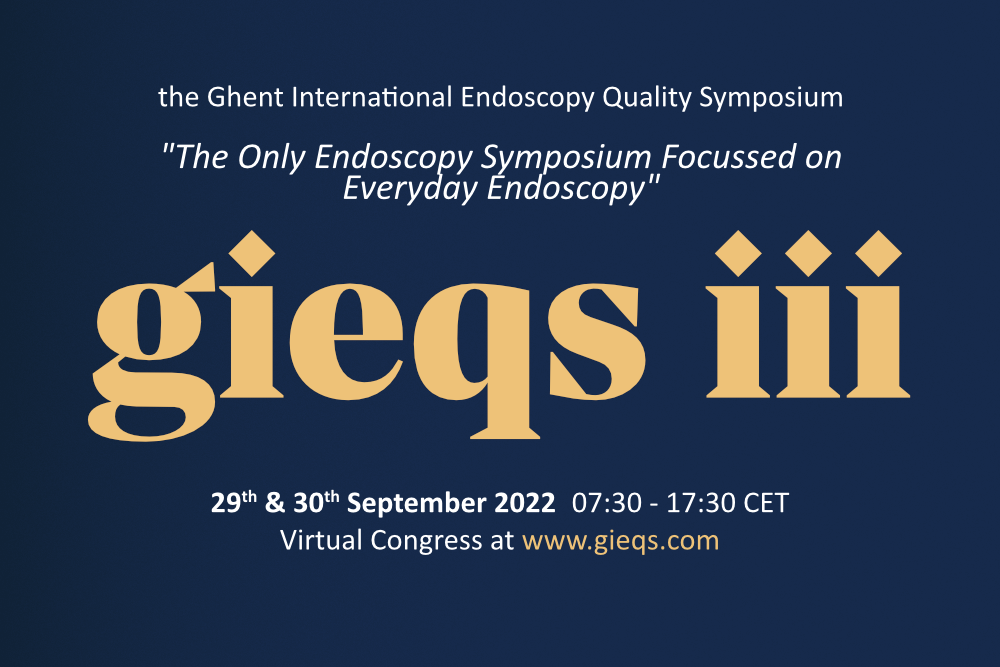 the Ghent International Endoscopy Quality Symposium
"The Only Endoscopy Symposium Focussed on
Everyday Endoscopy"
gieqs iii
29th & 30th September 2022 07:30 - 17:30 CET
Virtual Congress at www.gieqs.com